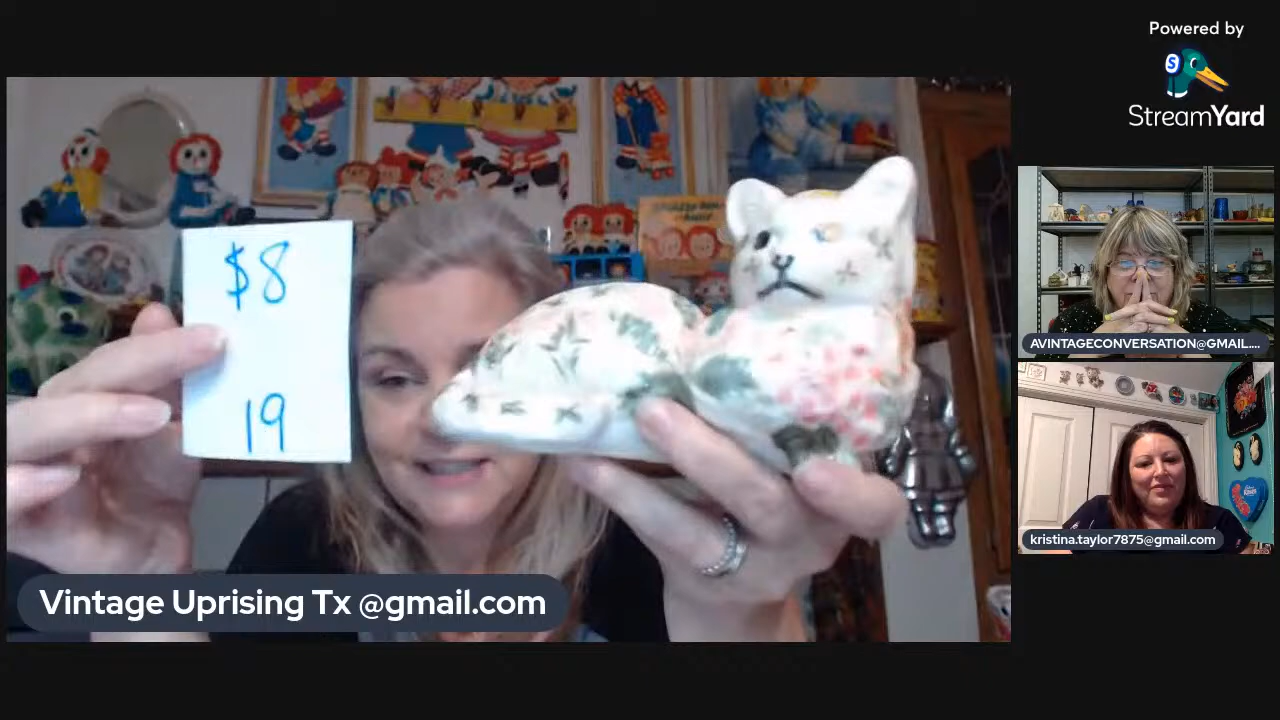 Powered by
StreamYard
$8
19
AVINTAGECONVERSATION@GMAIL....
kristina.taylor7875@gmail.com
Vintage Uprising Tx @gmail.com